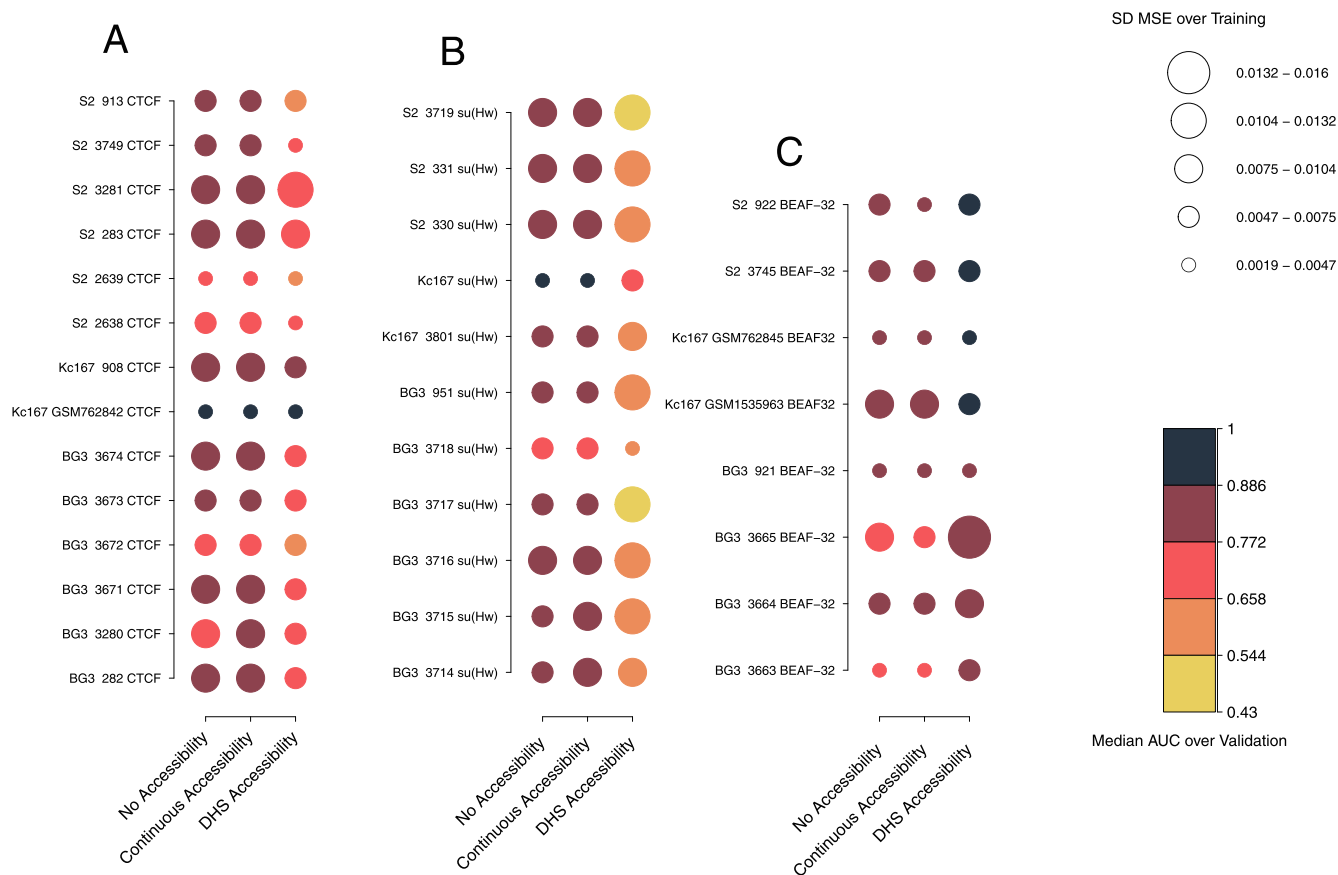 A
S2 913 CTCF
S2 3749 CTCF
S2 3281 CTCF
S2 283 CTCF
S2 2639 CTCF
S2 2638 CTCF
Kc167 908 CTCF
Kc167 GSM762842 CTCF
BG3 3674 CTCF
BG3 3673 CTCF
BG3 3672 CTCF
BG3 3671 CTCF
BG3 3280 CTCF
BG3 282 CTCF
No Accessibility
Continuous Accessibility
DHS Accessibility
B
S2 3719 su(Hw)
S2 331 su(Hw)
S2 330 su(Hw)
Kc167 su(Hw)
Kc167 3801 su(Hw)
BG3 951 su(Hw)
BG3 3718 su(Hw)
BG3 3717 su(Hw)
BG3 3716 su(Hw)
BG3 3715 su(Hw)
BG3 3714 su(Hw)
No Accessibility
Continuous Accessibility
DHS Accessibility
C
S2 922 BEAF−32
S2 3745 BEAF−32
Kc167 GSM762845 BEAF32
Kc167 GSM1535963 BEAF32
BG3 921 BEAF−32
BG3 3665 BEAF−32
BG3 3664 BEAF−32
BG3 3663 BEAF−32
No Accessibility
Continuous Accessibility
DHS Accessibility
SD MSE over Training
0.0132 − 0.016
0.0104 − 0.0132
0.0075 − 0.0104
0.0047 − 0.0075
0.0019 − 0.0047
1
0.886
0.772
0.658
0.544
0.43
Median AUC over Validation